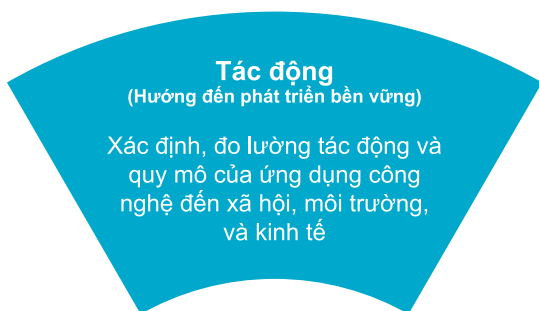 Tác động
(Hướng đến phát triển bền vững)
Xác định, đo lường tác động và
quy mô của ứng dụng công
nghệ đến xã hội, môi trường,
và kinh tế